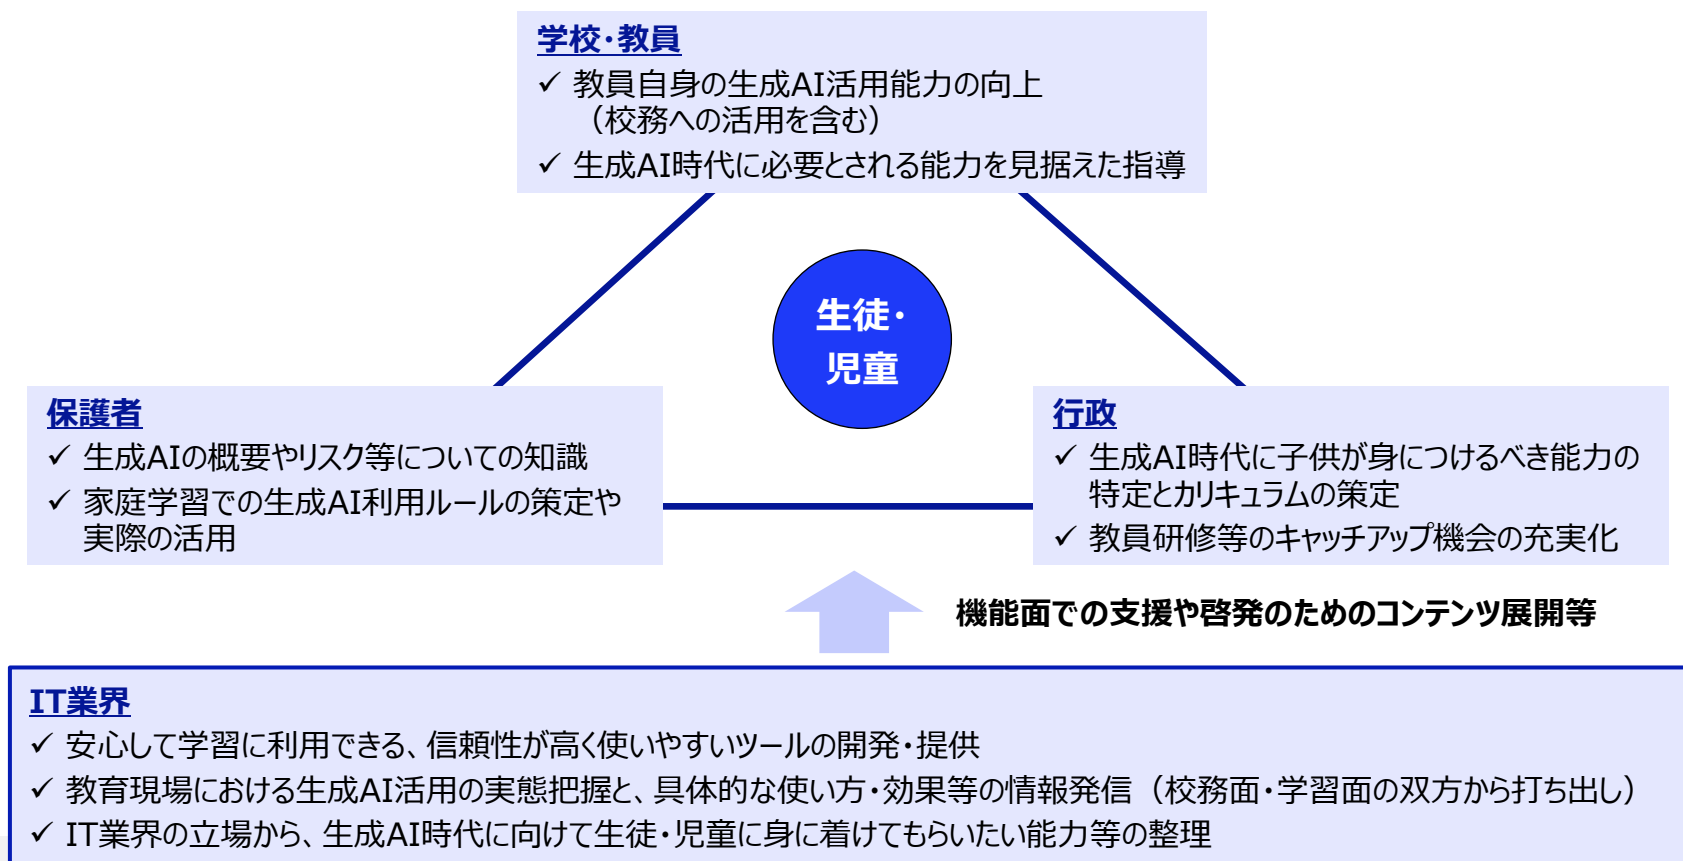 学校・教員
✓ 教員自身の生成AI活用能力の向上
（校務への活用を含む）
✓ 生成AI時代に必要とされる能力を見据えた指導
生徒・
児童
保護者
✓ 生成AIの概要やリスク等についての知識
✓ 家庭学習での生成AI利用ルールの策定や
実際の活用
行政
✓ 生成AI時代に子供が身につけるべき能力の
特定とカリキュラムの策定
✓ 教員研修等のキャッチアップ機会の充実化
機能面での支援や啓発のためのコンテンツ展開等
IT業界
✓ 安心して学習に利用できる、信頼性が高く使いやすいツールの開発・提供
✓ 教育現場における生成AI活用の実態把握と、具体的な使い方・効果等の情報発信（校務面・学習面の双方から打ち出し）
✓ IT業界の立場から、生成AI時代に向けて生徒・児童に身に着けてもらいたい能力等の整理